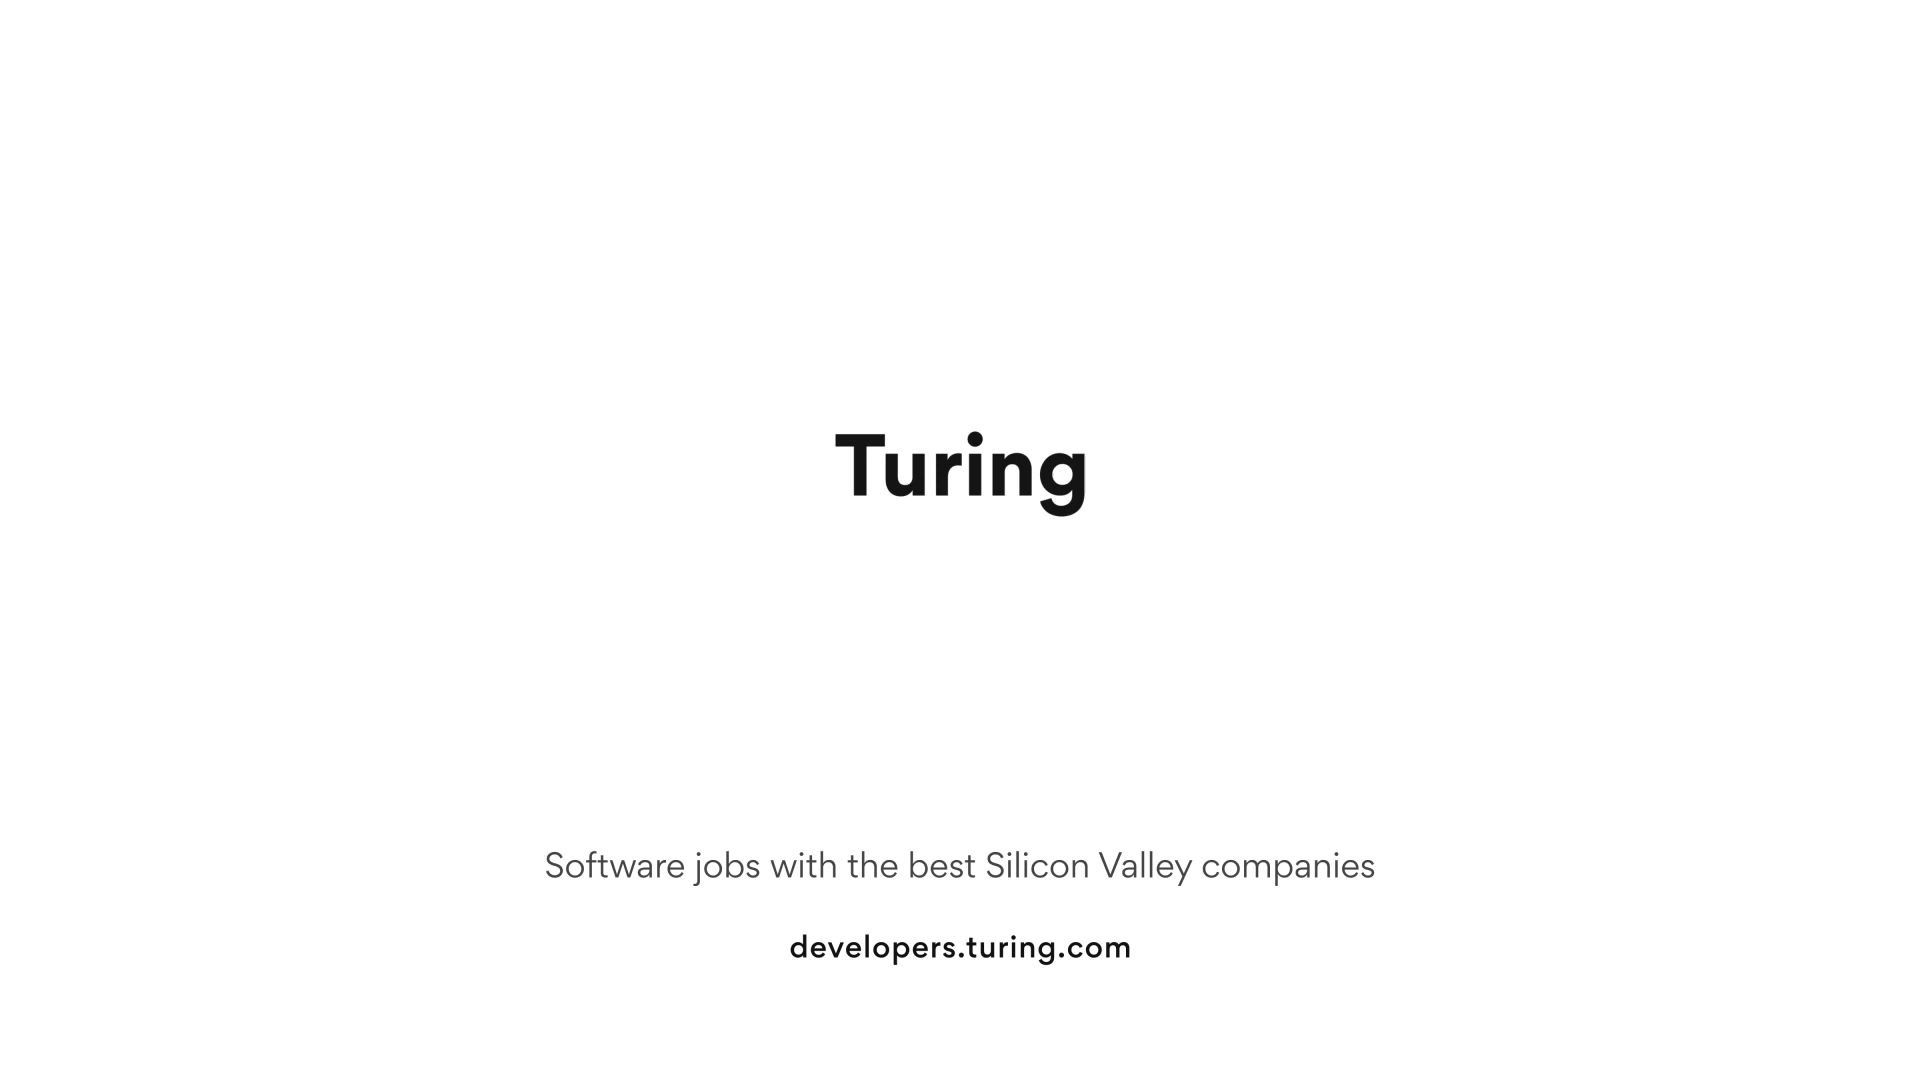 Turing
Software jobs with the best Silicon Valley companies
developers.turing.com